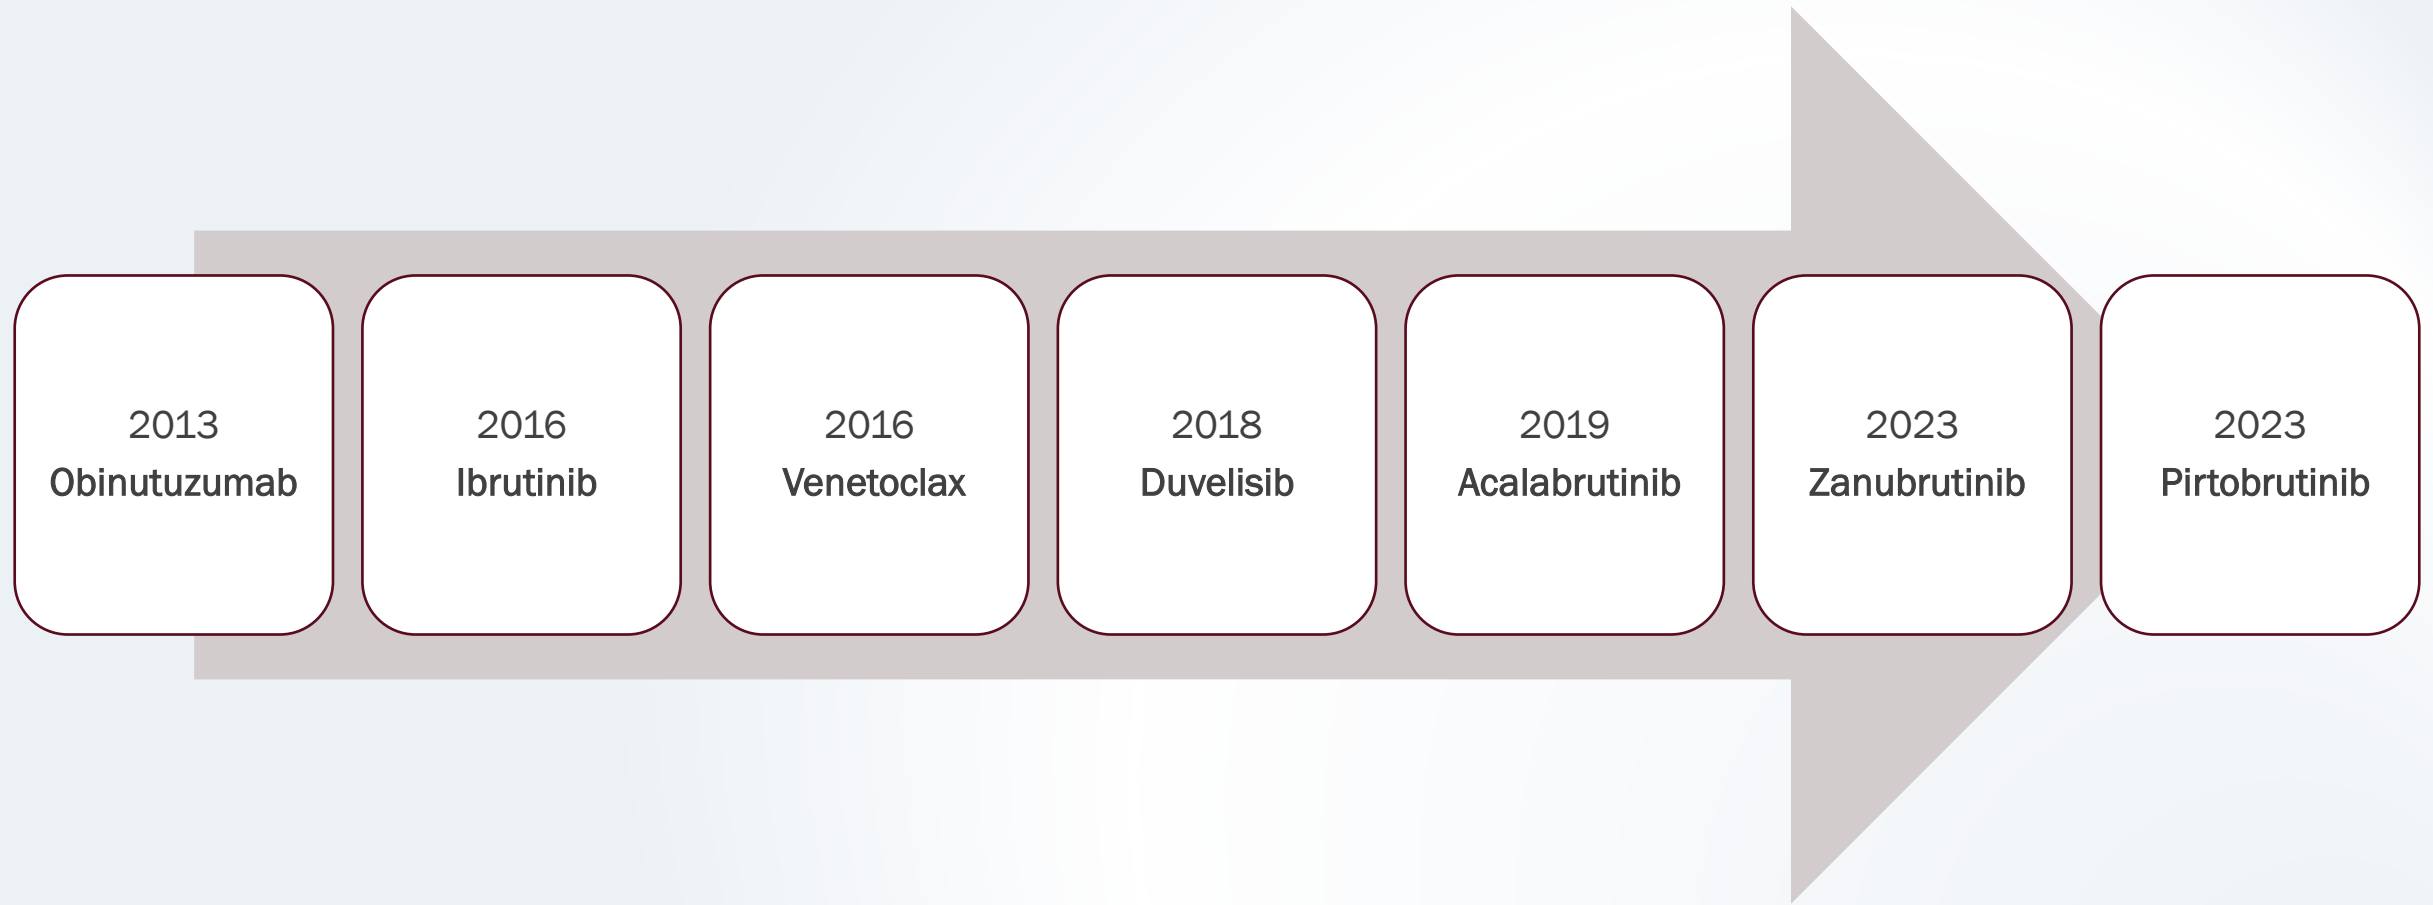 2013
Obinutuzumab
2016
Ibrutinib
2016
Venetoclax
2018
Duvelisib
2019
Acalabrutinib
2023
Zanubrutinib
2023
Pirtobrutinib